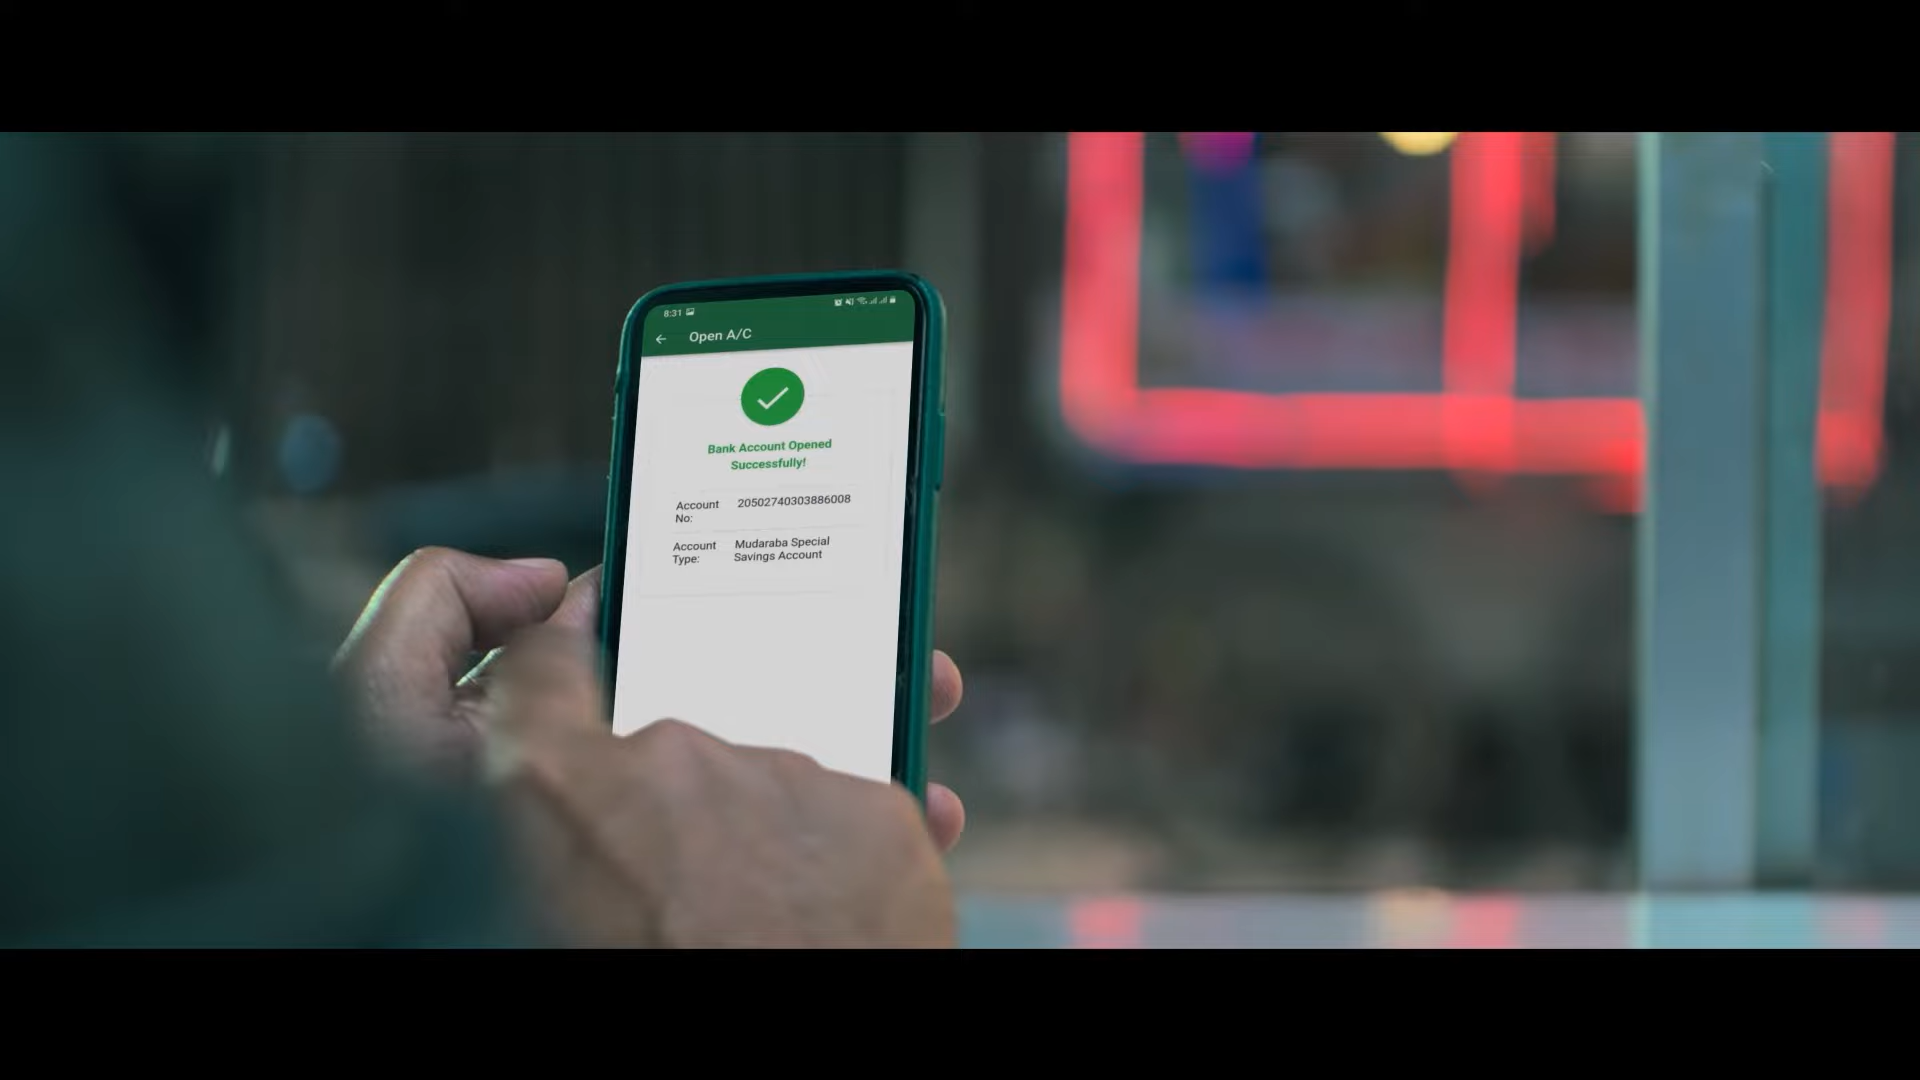 8:31
Open A/C
Bank Account Opened
Successfully!
Account No: 20502740303886008
Account Type: Mudaraba Special
Savings Account